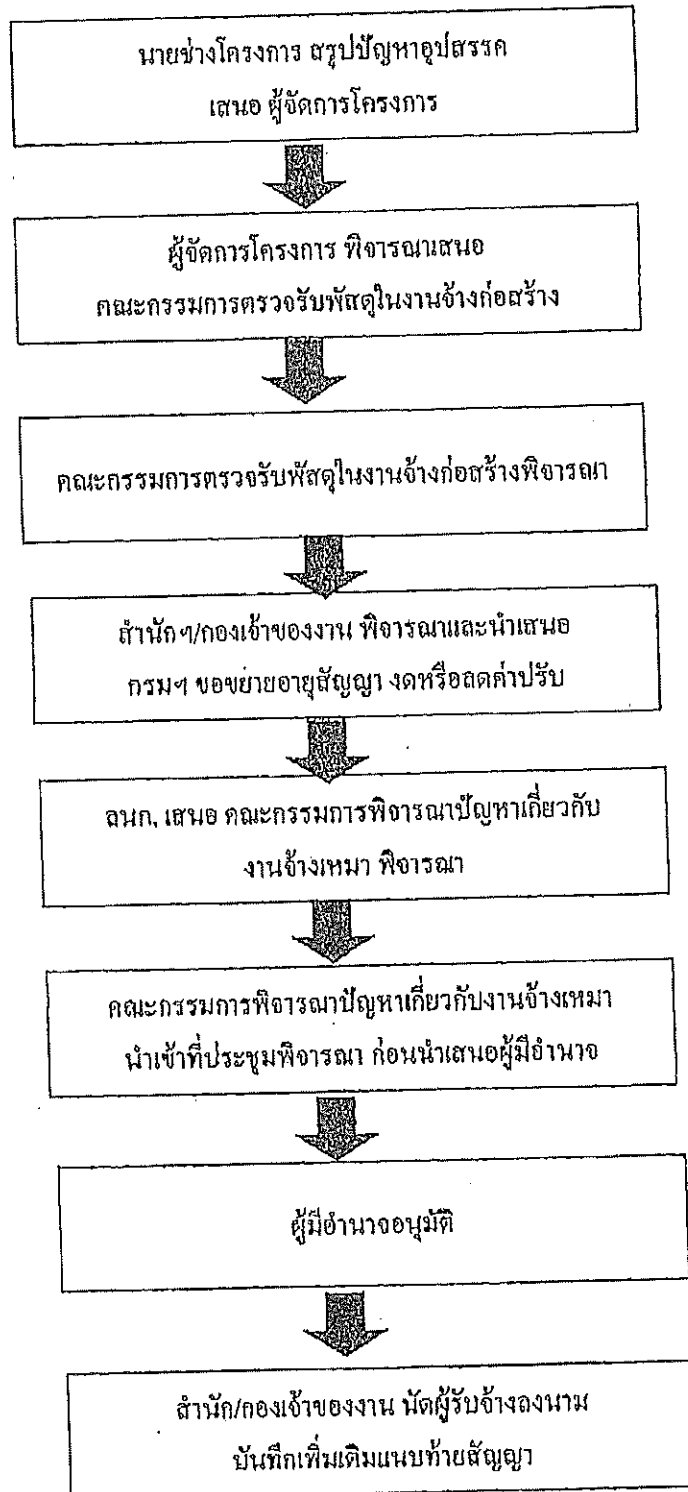 นายช่างโครงการ สรุปปัญหาอุปสรรค
เสนอ ผู้จัดการโครงการ
ผู้จัดการโครงการ พิจารณาเสนอ
คณะกรรมการตรวจรับพัสดุในงานจ้างก่อสร้าง
คณะกรรมการตรวจรับพัสดุในงานจ้างก่อสร้างพิจารณา
สำนักฯ/กองเจ้าของงาน พิจารณาและนำเสนอ
กรมฯ ขอขยายอายุสัญญา งดหรือลดค่าปรับ
ลนก. เสนอ คณะกรรมการพิจารณาปัญหาเกี่ยวกับ
งานจ้างเหมา พิจารณา
คณะกรรมการพิจารณาปัญหาเกี่ยวกับงานจ้างเหมา
นำเข้าที่ประชุมพิจารณา ก่อนนำเสนอผู้มีอำนาจ
ผู้มีอำนาจอนุมัติ
สำนัก/กองเจ้าของงาน นัดผู้รับจ้างลงนาม
บันทึกเพิ่มเติมแนบท้ายสัญญา